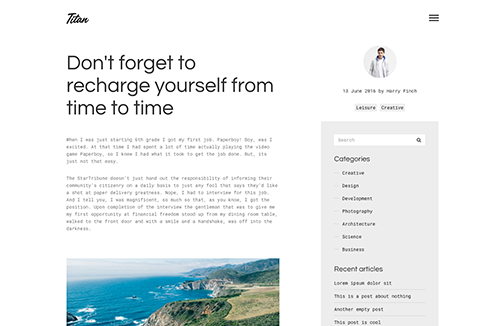 Titan
Don't forget to
recharge yourself from
time to time
When I was just starting 6th grade I got my first job. Paperboy! Boy, was I
excited. At that time I had spent a lot of time actually playing the video
game Paperboy, so I knew I had what it took to get the job done. But, its
just not that easy.
The StarTribune doesn't just hand out the responsibility of informing their
community's citizenry on a daily basis to just any fool that says they'd like
a shot at paper delivery greatness. Nope, I had to interview for this job.
And I tell you, I was magnificent, so much so that, as you know, I got the
position. Upon completion of the interview the gentleman that was to give me
my first opportunity at financial freedom stood up from my dining room table,
walked to the front door and with a smile and a handshake, was off into the
darkness.
13 June 2016 by Harry Finch
Leisure Creative
Search
Categories
Creative
Design
Development
Photography
Architecture
Science
Business
Recent articles
Lorem ipsum dolor sit
This is a post about nothing
Another empty post
This post is cool